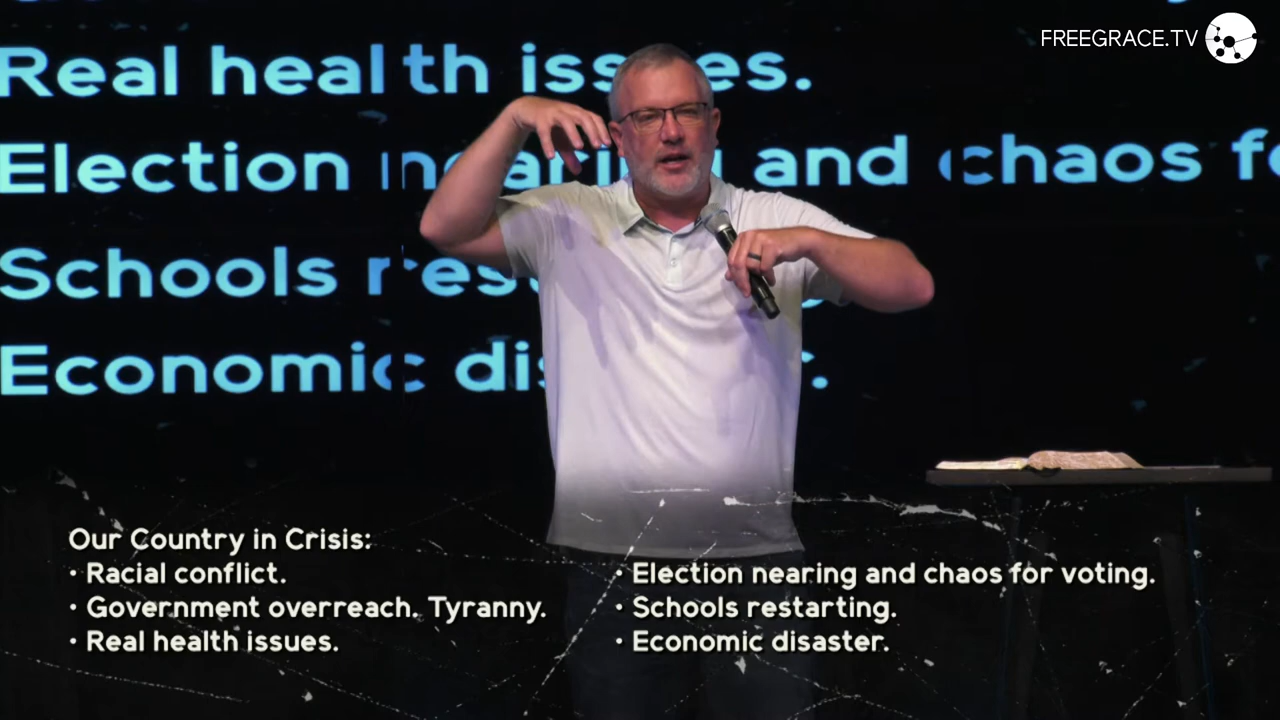 FREEGRACE.TV
Real health issues.
Election nearing and chaos
Schools
Economic
Our Country in Crisis:
• Racial conflict.
• Government overreach. Tyranny.
• Real health issues.
• Election nearing and chaos for voting.
• Schools restarting.
• Economic disaster.